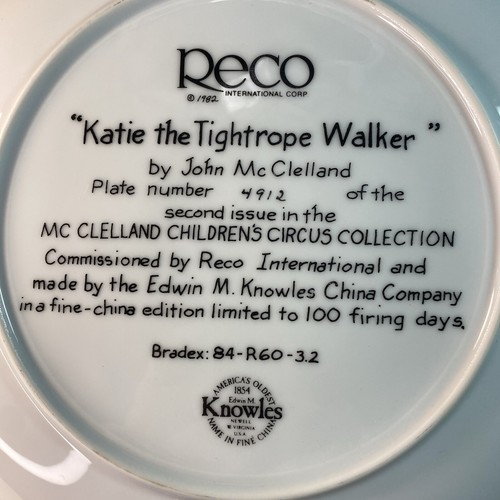 Reco
INTERNATIONAL CORP
© 1982
"Katie the Tightrope Walker"
by John McClelland
Plate number 4912 of the
second issue in the
MC CLELLAND CHILDREN'S CIRCUS COLLECTION
Commissioned by Reco International and
made by the Edwin M. Knowles China Company
in a fine-china edition limited to 100 firing days.
Bradex: 84-R60-3.2
AMERICA'S OLDEST
1854
Edwin M.
Knowles
NEWELL
W. VIRGINIA
U S A
NAME IN FINE CHINA